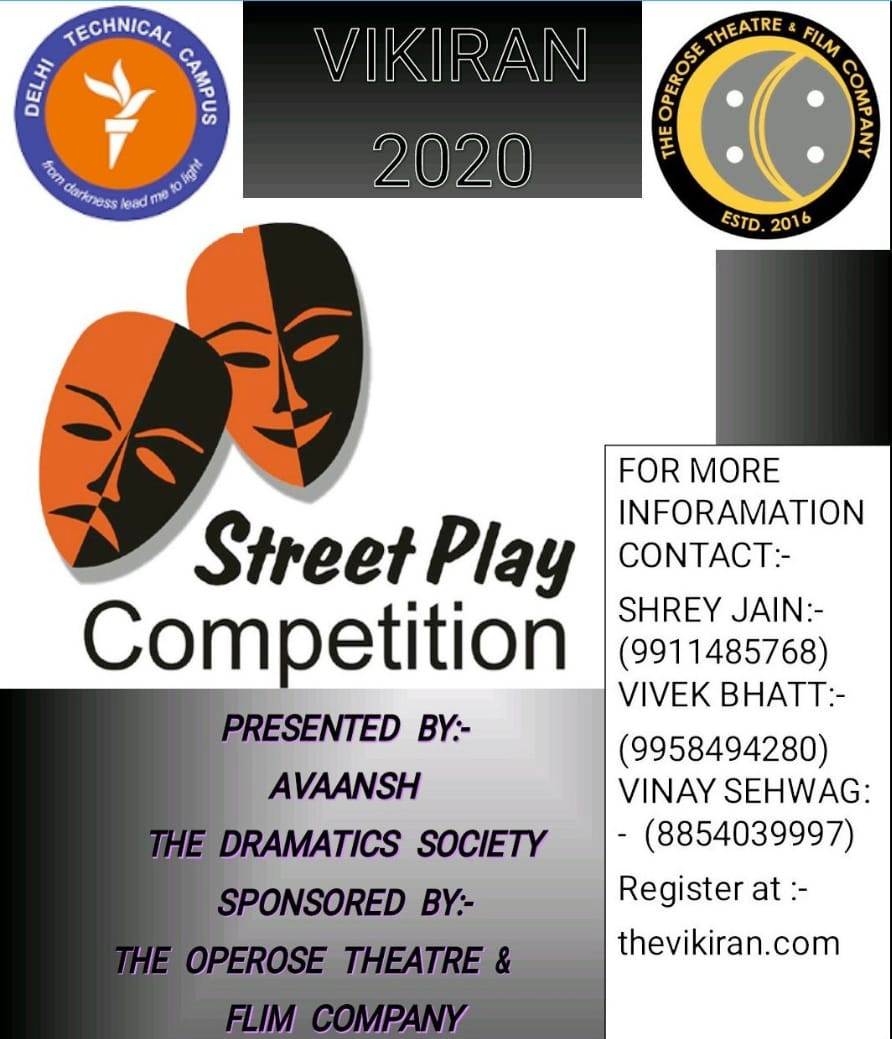 DELHI TECHNICAL CAMPUS
from darkness lead me to light
VIKIRAN
2020
THE OPEROSE THEATRE & FILM COMPANY
ESTD. 2016
Street Play
Competition
PRESENTED BY:-
AVAANSH
THE DRAMATICS SOCIETY
SPONSORED BY:-
THE OPEROSE THEATRE &
FLIM COMPANY
FOR MORE
INFORAMATION
CONTACT:-
SHREY JAIN:-
(9911485768)
VIVEK BHATT:-
(9958494280)
VINAY SEHWAG:
- (8854039997)
Register at :-
thevikiran.com